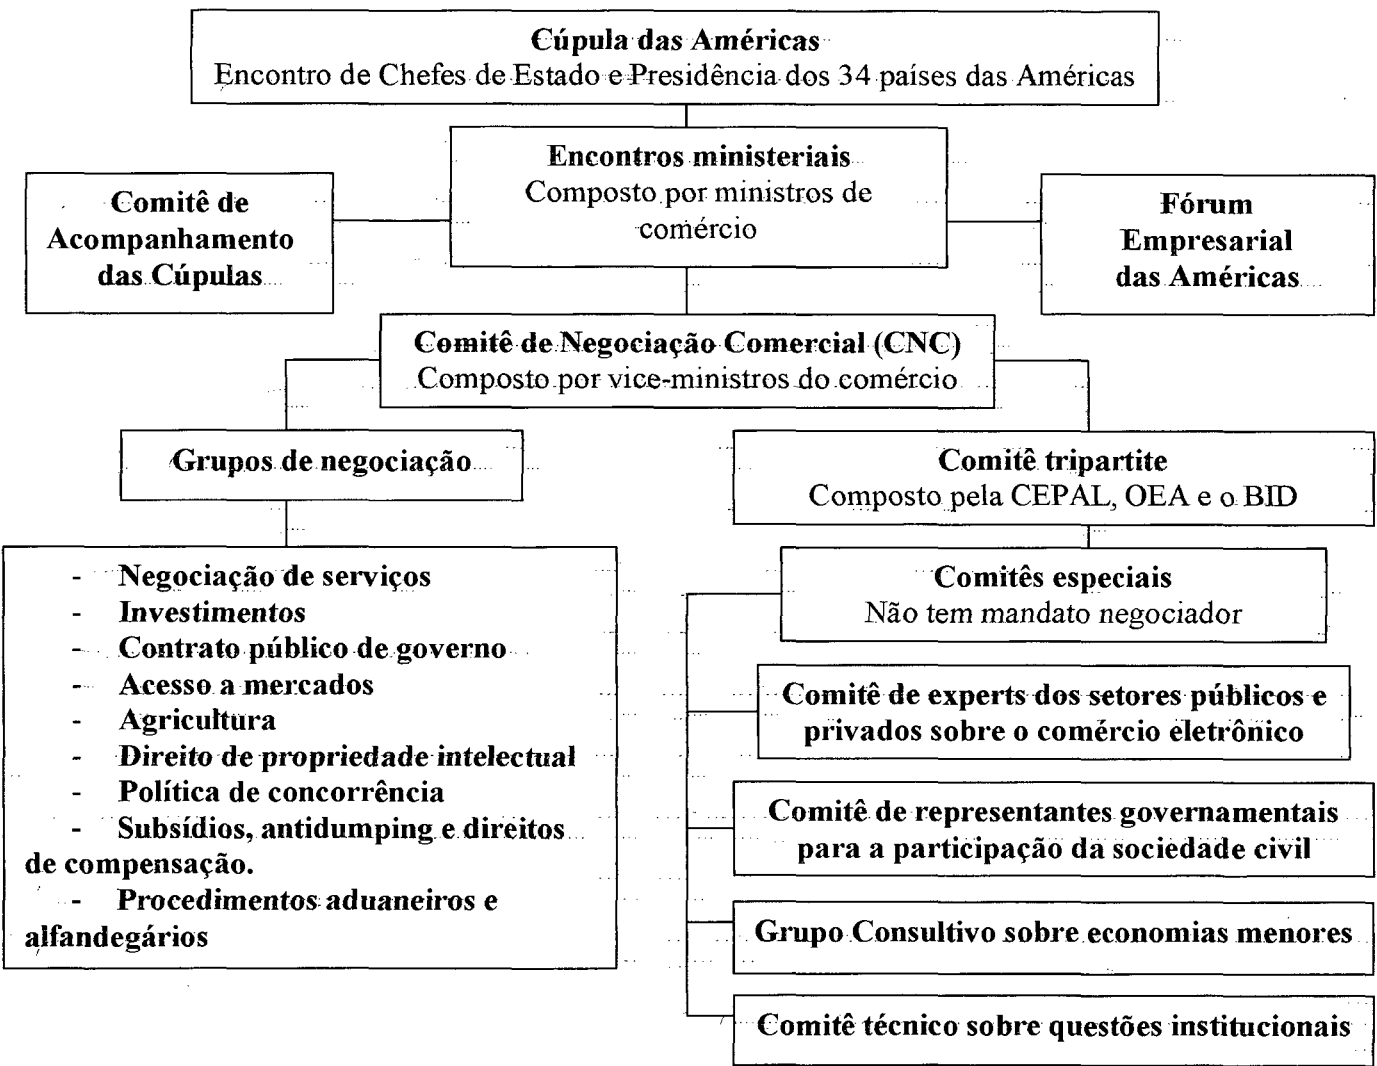 Cúpula das Américas
Encontro de Chefes de Estado e Presidência dos 34 países das Américas
Encontros ministeriais
Composto por ministros de
comércio
Comitê de
Acompanhamento
das Cúpulas
Fórum
Empresarial
das Américas
Comitê de Negociação Comercial (CNC)
Composto por vice-ministros do comércio
Grupos de negociação
Comitê tripartite
Composto pela CEPAL, OEA e o BID
- Negociação de serviços
- Investimentos
- Contrato público de governo
- Acesso a mercados
- Agricultura
- Direito de propriedade intelectual
- Política de concorrência
- Subsídios, antidumping e direitos
de compensação.
- Procedimentos aduaneiros e
alfandegários
Comitês especiais
Não tem mandato negociador
Comitê de experts dos setores públicos e
privados sobre o comércio eletrônico
Comitê de representantes governamentais
para a participação da sociedade civil
Grupo Consultivo sobre economias menores
Comitê técnico sobre questões institucionais